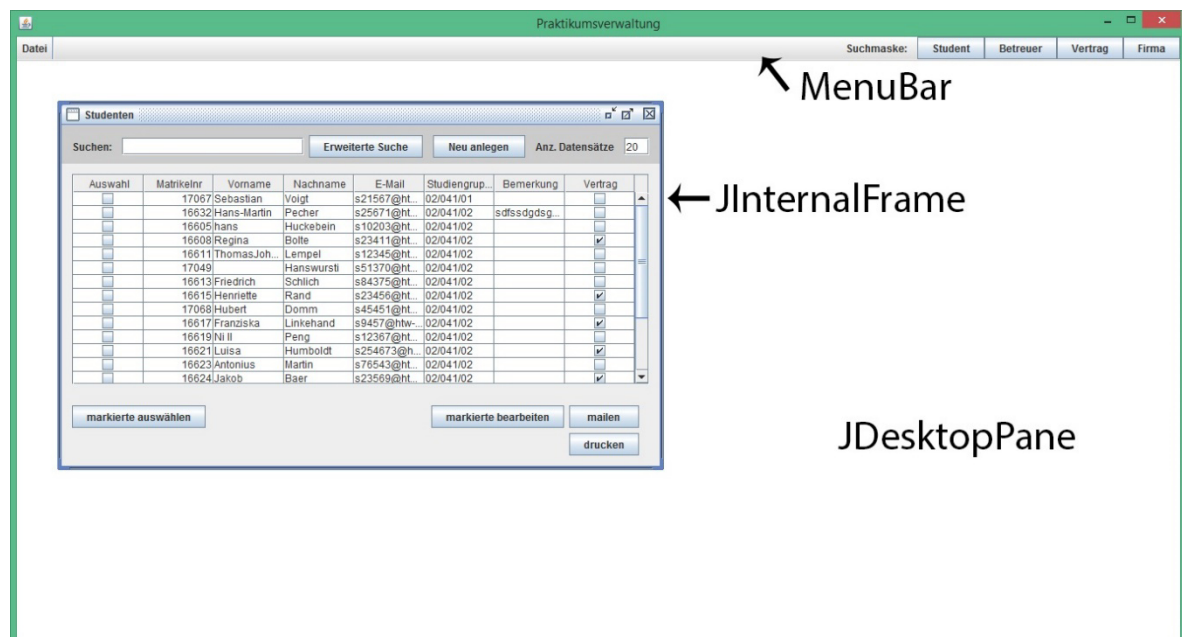 Praktikumsverwaltung
Datei Suchmaske: Student Betreuer Vertrag Firma
MenuBar
Studenten
Suchen: Erweiterte Suche Neu anlegen Anz. Datensätze 20
Auswahl Matrikelnr Vorname Nachname E-Mail Studiengrup... Bemerkung Vertrag
17067 Sebastian Voigt s21567@ht... 02/041/01
16632 Hans-Martin Pecher s25671@ht... 02/041/02 sdfssdgdsg...
16605 hans Huckebein s10203@ht... 02/041/02
16608 Regina Bolte s23411@ht... 02/041/02
16611 ThomasJoh... Lempel s12345@ht... 02/041/02
17049 Hanswursti s51370@ht... 02/041/02
16613 Friedrich Schlich s84375@ht... 02/041/02
16615 Henriette Rand s23456@ht... 02/041/02
17068 Hubert Domm s45451@ht... 02/041/02
16617 Franziska Linkehand s9457@htw-... 02/041/02
16619 Ni II Peng s12367@ht... 02/041/02
16621 Luisa Humboldt s254673@h... 02/041/02
16623 Antonius Martin s76543@ht... 02/041/02
16624 Jakob Baer s23569@ht... 02/041/02
JInternalFrame
markierte auswählen markierte bearbeiten mailen
drucken
JDesktopPane